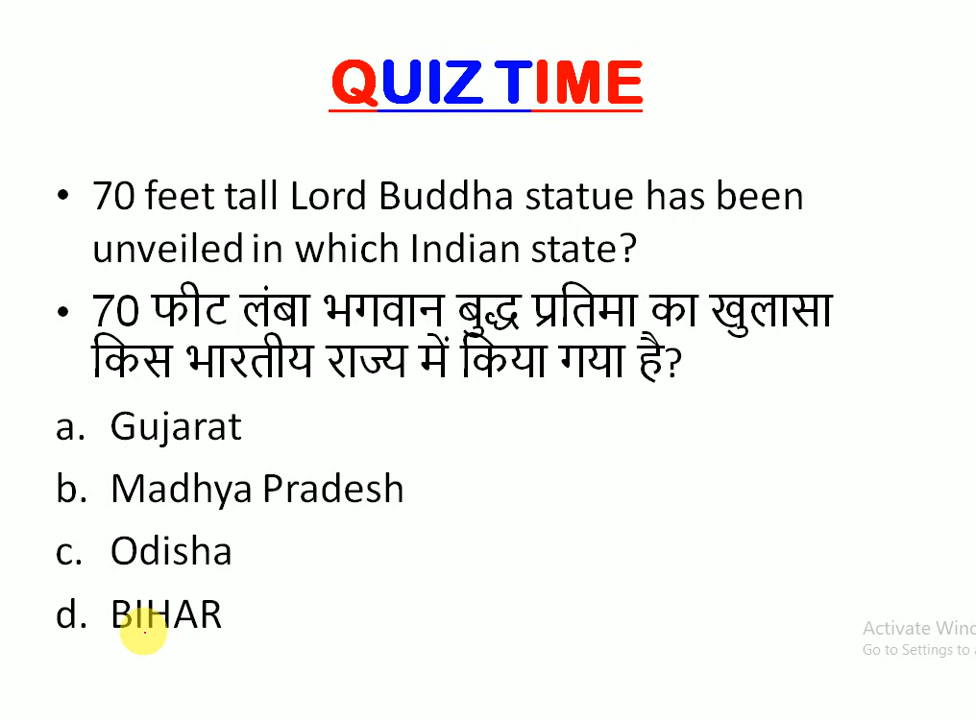 QUIZ TIME
• 70 feet tall Lord Buddha statue has been
unveiled in which Indian state?
• 70 फीट लंबा भगवान बुद्ध प्रतिमा का खुलासा
किस भारतीय राज्य में किया गया है?
a. Gujarat
b. Madhya Pradesh
c. Odisha
d. BIHAR
Activate Wind
Go to Settings to